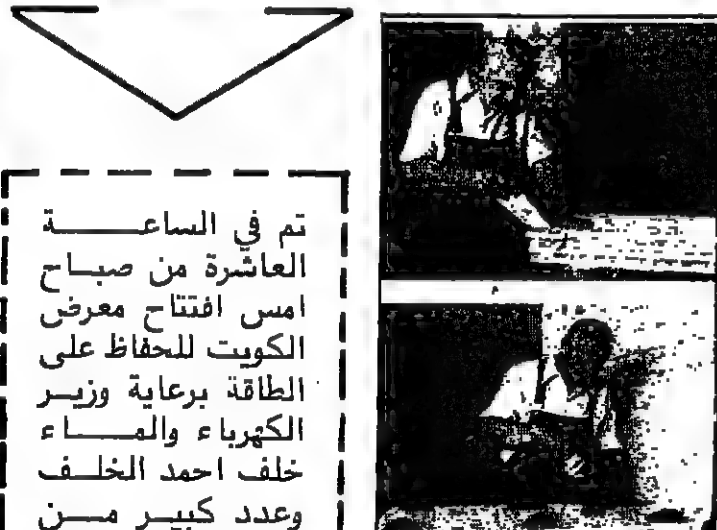 تم في الساعة
العاشرة من صباح
امس افتتاح معرض
الكويت للحفاظ على
الطاقة برعاية وزير
الكهرباء والماء
خلف احمد الخلف
وعدد كبير من